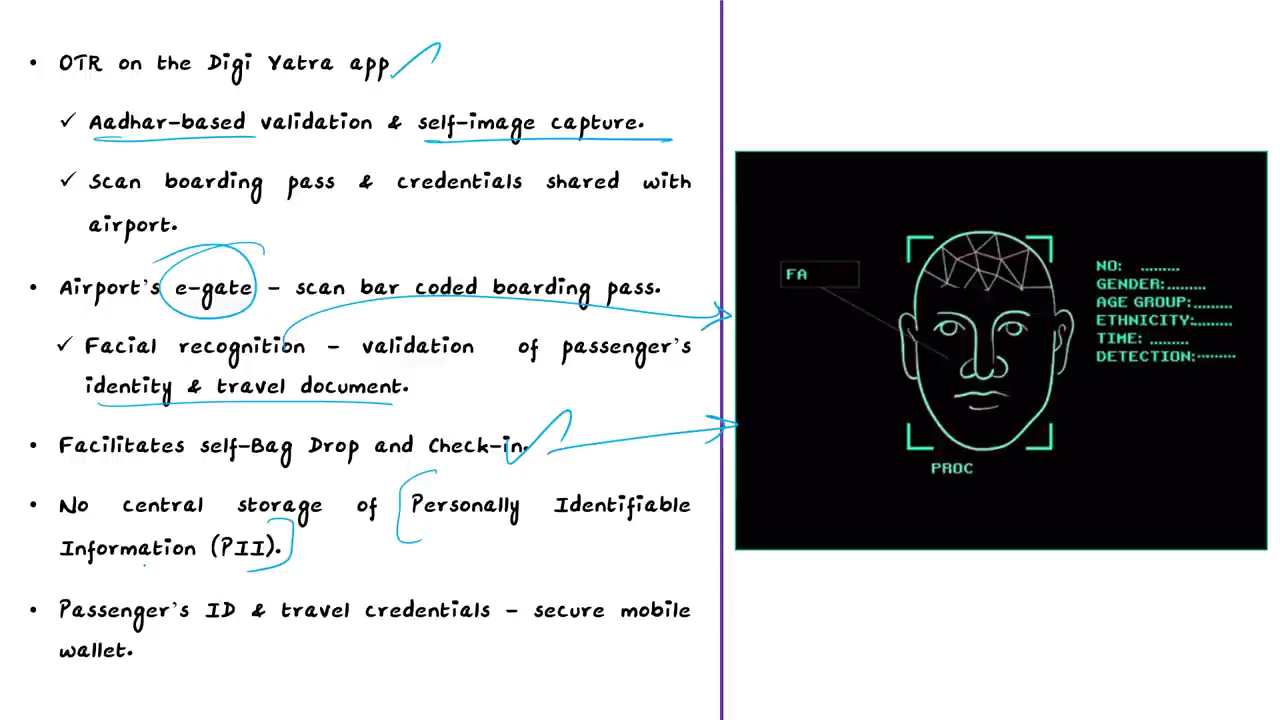 • OTR on the Digi Yatra app
✓ Aadhar-based validation & self-image capture.
✓ Scan boarding pass & credentials shared with
airport.
• Airport's e-gate – scan bar coded boarding pass.
✓ Facial recognition – validation of passenger's
identity & travel document.
• Facilitates self-Bag Drop and Check-in.
• No central storage of Personally Identifiable
Information (PII).
• Passenger's ID & travel credentials – secure mobile
wallet.
FA
NO: .........
GENDER:.........
AGE GROUP:.........
ETHNICITY:.........
TIME: .........
DETECTION:.........
PROC